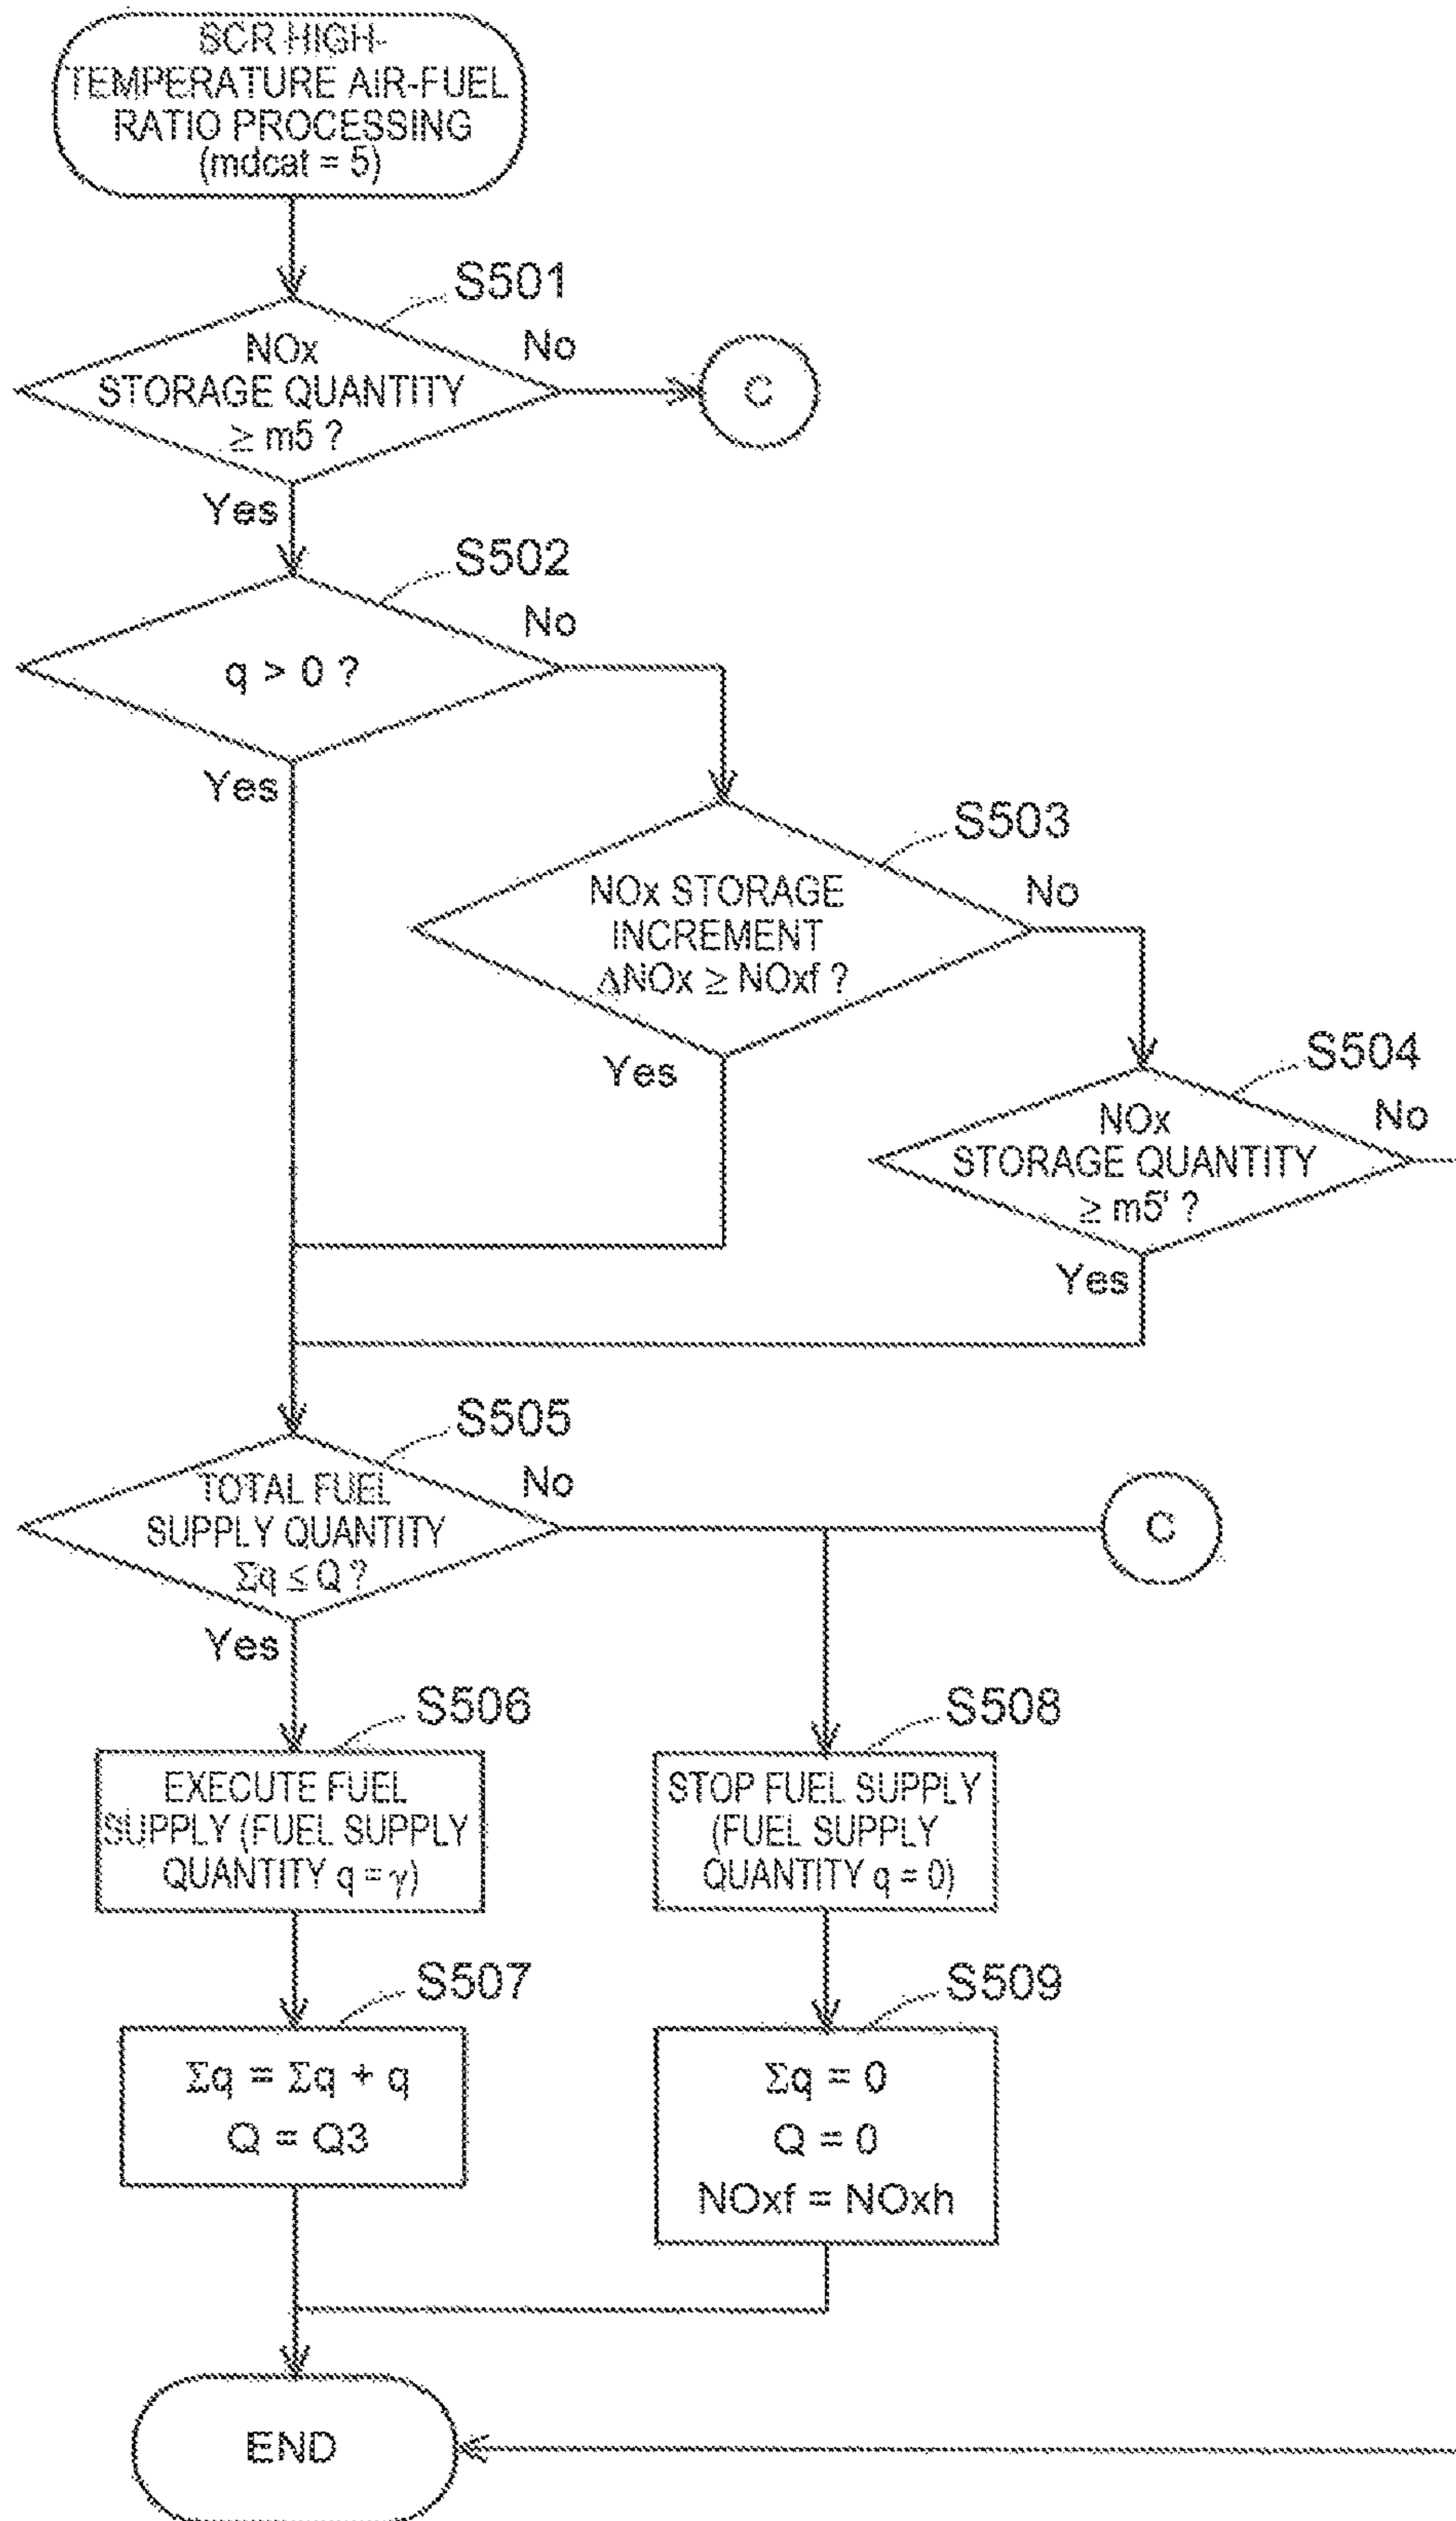 SCR HIGH-
TEMPERATURE AIR-FUEL
RATIO PROCESSING
(mdcat = 5)
S501
NOx
STORAGE QUANTITY
≥ m5 ?
No
C
Yes
S502
q > 0 ?
No
Yes
S503
NOx STORAGE
INCREMENT
ΔNOx ≥ NOxf ?
No
Yes
S504
NOx
STORAGE QUANTITY
≥ m5' ?
No
Yes
S505
TOTAL FUEL
SUPPLY QUANTITY
Σq ≤ Q ?
No
C
Yes
S506
EXECUTE FUEL
SUPPLY (FUEL SUPPLY
QUANTITY q = γ)
S508
STOP FUEL SUPPLY
(FUEL SUPPLY
QUANTITY q = 0)
S507
Σq = Σq + q
Q = Q3
S509
Σq = 0
Q = 0
NOxf = NOxh
END